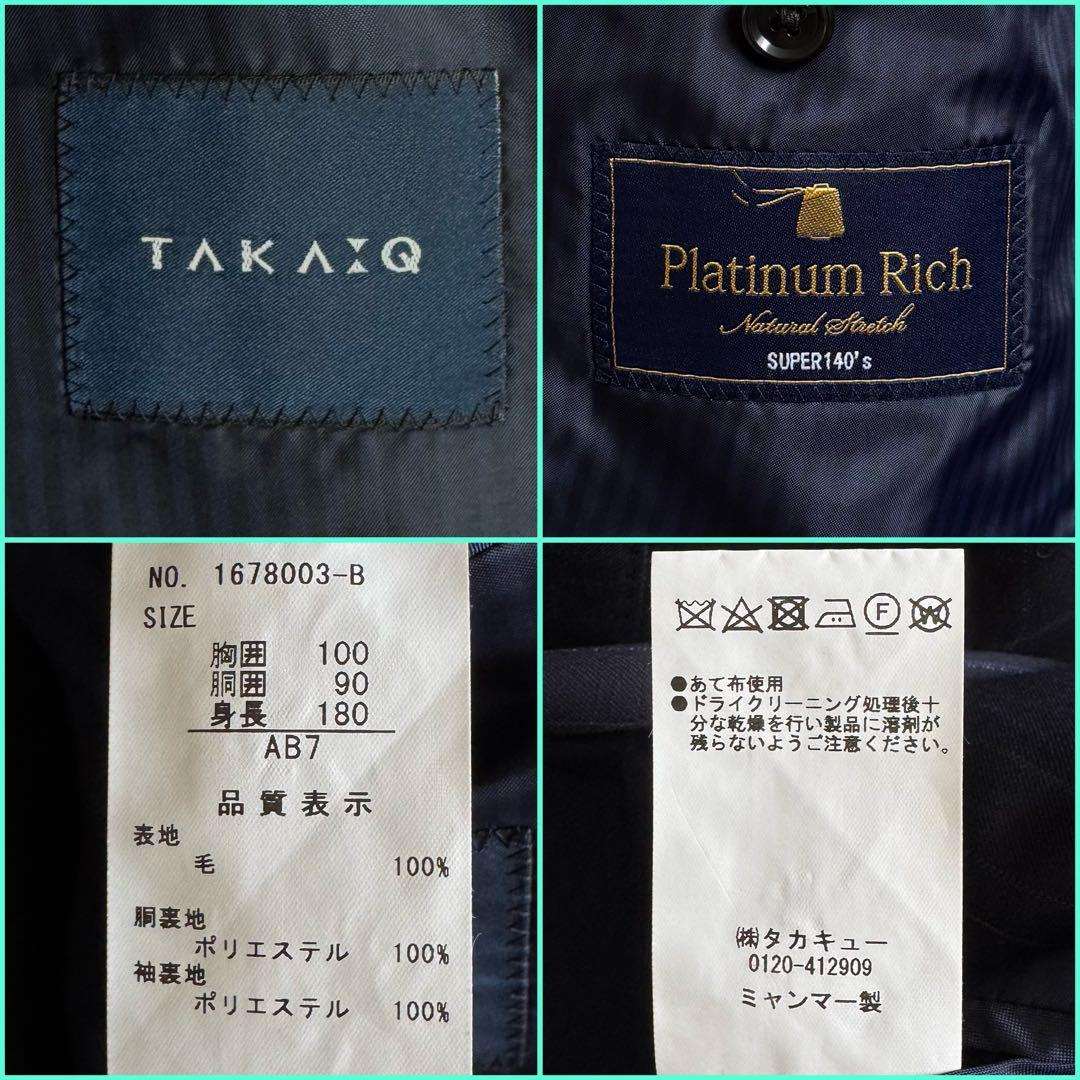 TAKA:Q
Platinum Rich
Natural Stretch
SUPER140's
NO. 1678003-B
SIZE
胸囲 100
胴囲 90
身長 180
AB7
品質表示
表地
毛 100%
胴裏地
ポリエステル 100%
袖裏地
ポリエステル 100%
F
W
●あて布使用
●ドライクリーニング処理後十
分な乾燥を行い製品に溶剤が
残らないようご注意ください。
㈱タカキュー
0120-412909
ミャンマー製